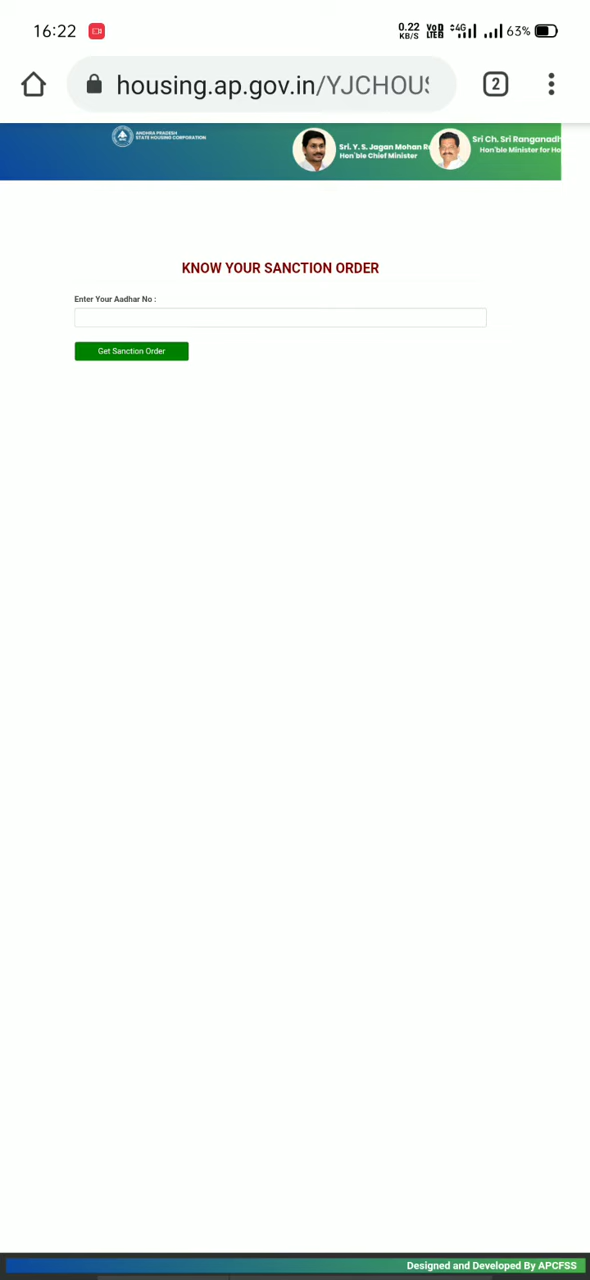 16:22
0.22 KB/S
4G
63%
housing.ap.gov.in/YJCHOUS
2
ANDHRA PRADESH
STATE HOUSING CORPORATION
Sri. Y. S. Jagan Mohan R
Hon'ble Chief Minister
Sri Ch. Sri Ranganadh
Hon'ble Minister for Ho
KNOW YOUR SANCTION ORDER
Enter Your Aadhar No :
Get Sanction Order
Designed and Developed By APCFSS